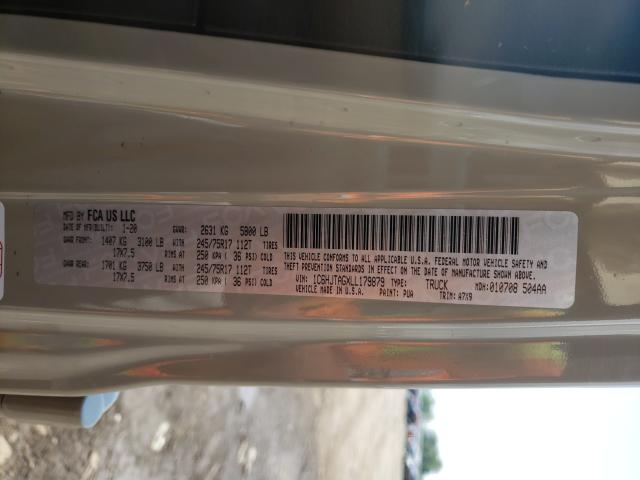 MFD BY FCA US LLC
DATE OF MFR(BUILT): 1-20 GVWR: 2631 KG 5800 LB
GAWR FRONT: 1407 KG 3100 LB WITH 245/75R17 112T TIRES
17X7.5 RIMS AT 250 KPA ( 36 PSI) COLD
GAWR REAR: 1701 KG 3750 LB WITH 245/75R17 112T TIRES
17X7.5 RIMS AT 250 KPA ( 36 PSI) COLD
THIS VEHICLE CONFORMS TO ALL APPLICABLE U.S.A. FEDERAL MOTOR VEHICLE SAFETY AND
THEFT PREVENTION STANDARDS IN EFFECT ON THE DATE OF MANUFACTURE SHOWN ABOVE.
VIN: 1C6HJTAGXLL179879 TYPE: TRUCK MDH: 010708 504AA
VEHICLE MADE IN U.S.A. PAINT: PUA TRIM: A7X9